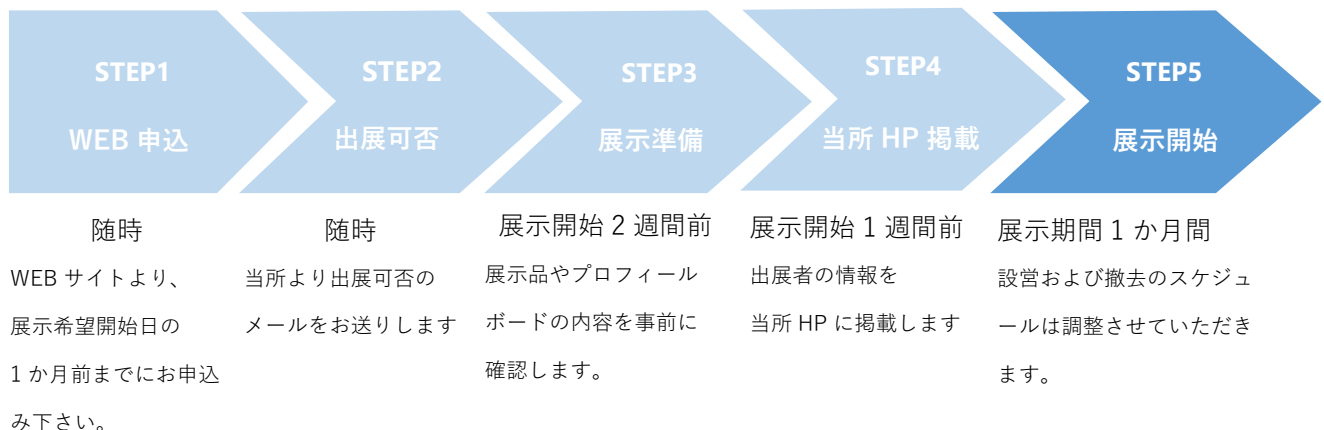 STEP1
WEB 申込
随時
WEB サイトより、
展示希望開始日の
1 か月前までにお申込
み下さい。
STEP2
出展可否
随時
当所より出展可否の
メールをお送りします
STEP3
展示準備
展示開始 2 週間前
展示品やプロフィール
ボードの内容を事前に
確認します。
STEP4
当所 HP 掲載
展示開始 1 週間前
出展者の情報を
当所 HP に掲載します
STEP5
展示開始
展示期間 1 か月間
設営および撤去のスケジュ
ールは調整させていただき
ます。